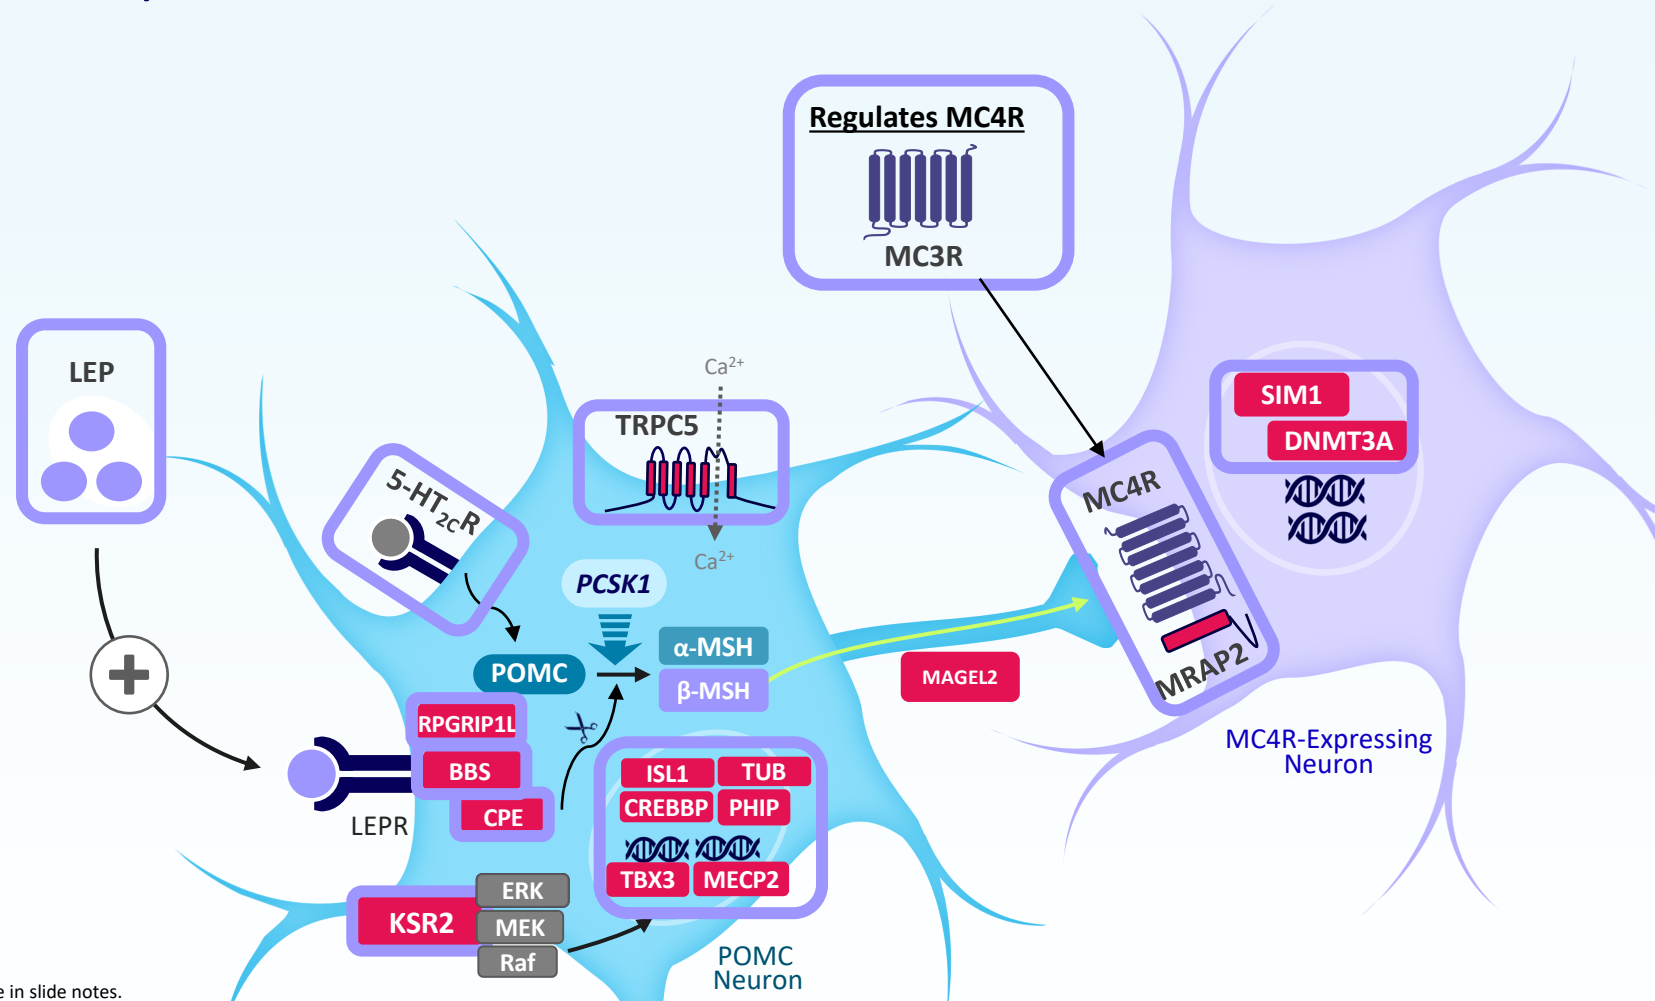 Regulates MC4R
MC3R
LEP
TRPC5
Ca²⁺
Ca²⁺
5-HT₂CR
PCSK1
POMC
α-MSH
β-MSH
RPGRIP1L
BBS
CPE
LEPR
ISL1
TUB
CREBBP
PHIP
TBX3
MECP2
KSR2
ERK
MEK
Raf
POMC
Neuron
MAGEL2
MC4R
MRAP2
SIM1
DNMT3A
MC4R-Expressing
Neuron
in slide notes.